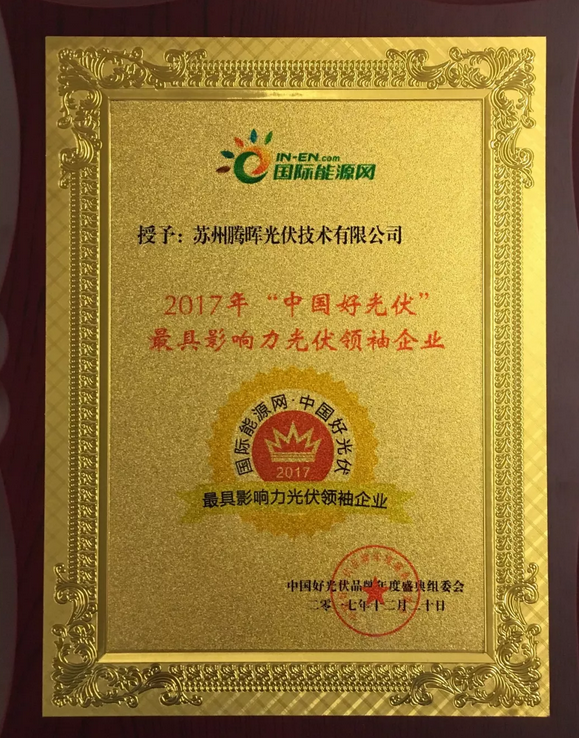 IN-EN.com
国际能源网
授予：苏州腾晖光伏技术有限公司
2017年“中国好光伏”
最具影响力光伏领袖企业
国际能源网·中国好光伏
2017
最具影响力光伏领袖企业
中国好光伏品牌年度盛典组委会
二零一七年十二月二十日